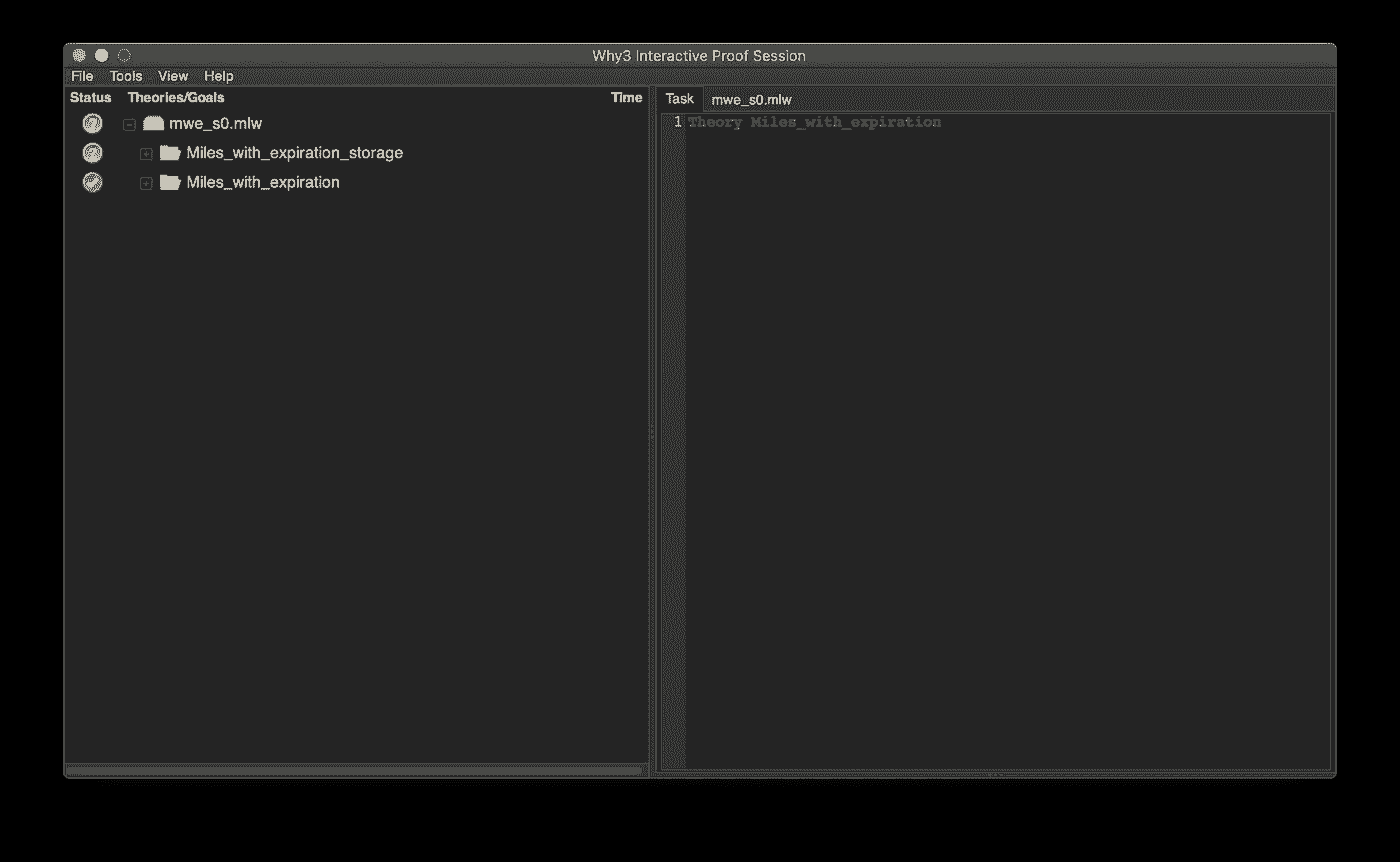 Why3 Interactive Proof Session
File Tools View Help
Status Theories/Goals Time
mwe_s0.mlw
Miles_with_expiration_storage
Miles_with_expiration
Task mwe_s0.mlw
1 Theory Miles_with_expiration